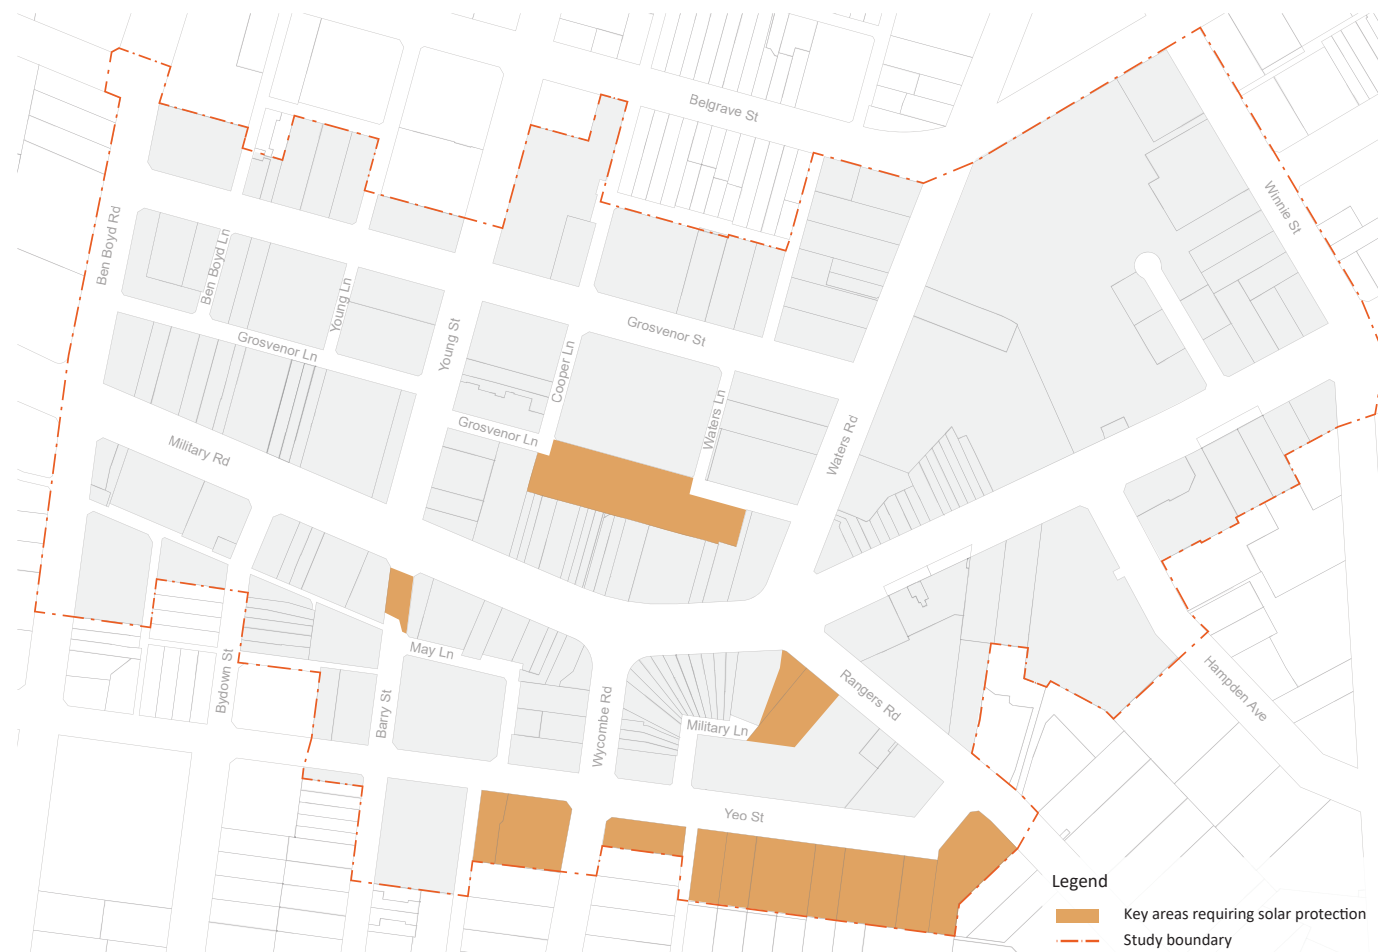 Belgrave St
Winnie St
Ben Boyd Rd
Ben Boyd Ln
Young Ln
Grosvenor St
Young St
Grosvenor Ln
Cooper Ln
Waters Ln
Waters Rd
Grosvenor Ln
Military Rd
May Ln
Bydown St
Barry St
Wycombe Rd
Military Ln
Rangers Rd
Hampden Ave
Yeo St
Legend
Key areas requiring solar protection
Study boundary